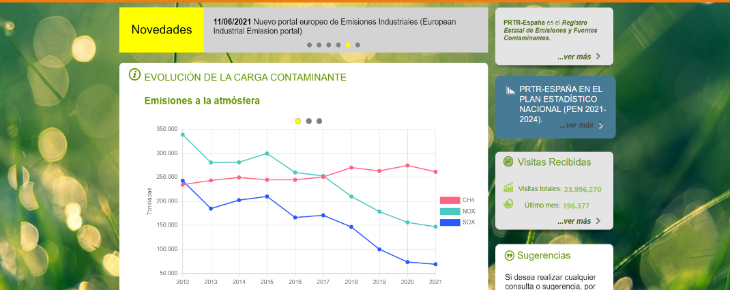 Novedades
11/06/2021 Nuevo portal europeo de Emisiones Industriales (European
Industrial Emission portal)
PRTR-España es el Registro
Estatal de Emisiones y Fuentes
Contaminantes.
...ver más
EVOLUCIÓN DE LA CARGA CONTAMINANTE
Emisiones a la atmósfera
350.000
300.000
250.000
200.000
150.000
100.000
50.000
Toneladas
2012 2013 2014 2015 2016 2017 2018 2019 2020 2021
CH4
NOX
SOX
PRTR-ESPAÑA EN EL
PLAN ESTADÍSTICO
NACIONAL (PEN 2021-
2024).
...ver más
Visitas Recibidas
Visitas totales: 23.996.270
Último mes: 196.377
...ver más
Sugerencias
Si desea realizar cualquier
consulta o sugerencia, por